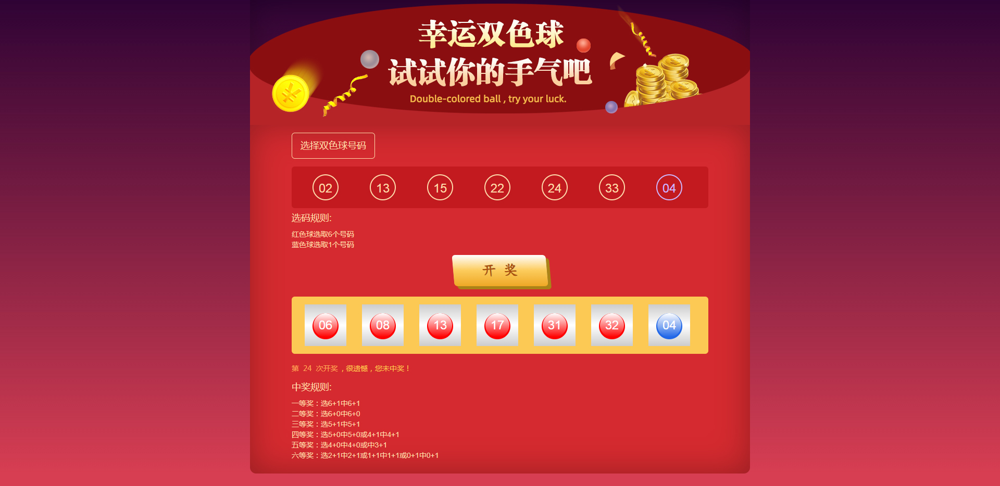 幸运双色球
试试你的手气吧
Double-colored ball , try your luck.
选择双色球号码
02 13 15 22 24 33 04
选码规则:
红色球选取6个号码
蓝色球选取1个号码
开 奖
06 08 13 17 31 32 04
第 24 次开奖 ，很遗憾，您未中奖！
中奖规则:
一等奖：选6+1中6+1
二等奖：选6+0中6+0
三等奖：选5+1中5+1
四等奖：选5+0中5+0或4+1中4+1
五等奖：选4+0中4+0或中3+1
六等奖：选2+1中2+1或1+1中1+1或0+1中0+1